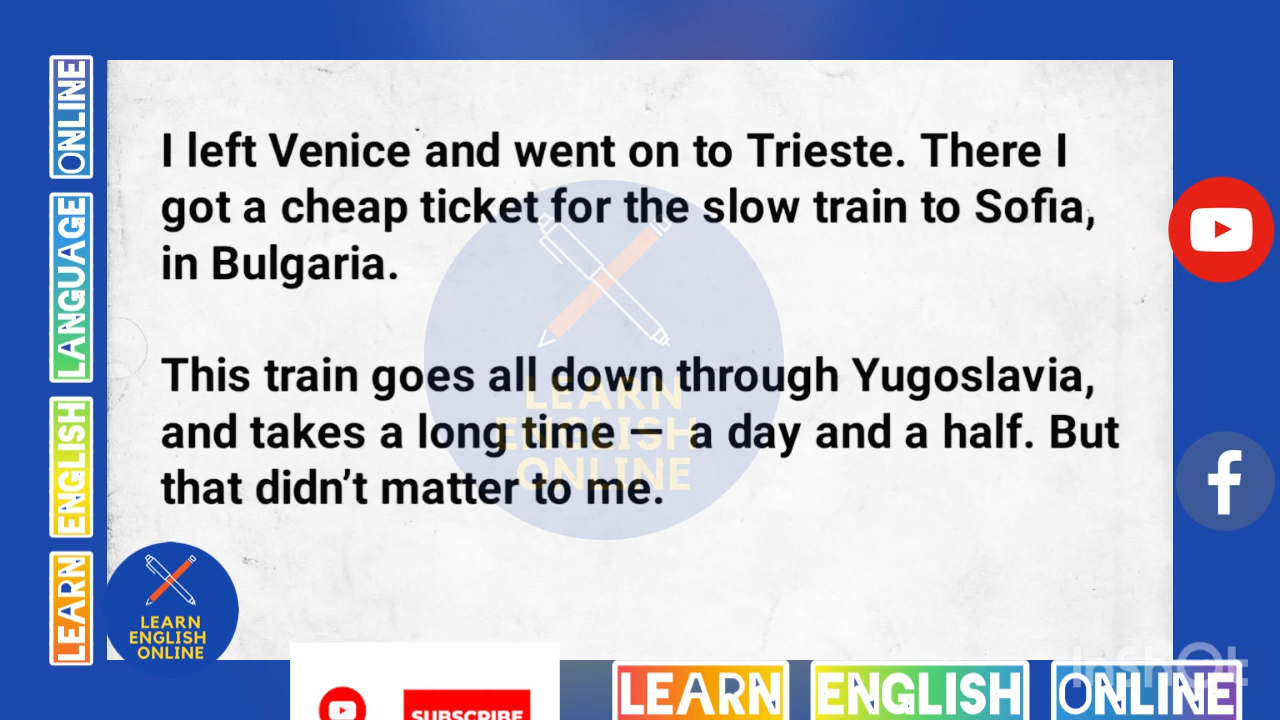 I left Venice and went on to Trieste. There I
got a cheap ticket for the slow train to Sofia,
in Bulgaria.
This train goes all down through Yugoslavia,
and takes a long time — a day and a half. But
that didn’t matter to me.
LEARN
ENGLISH
ONLINE
LEARN ENGLISH LANGUAGE ONLINE
LEARN
ENGLISH
ONLINE
SUBSCRIBE
LEARN ENGLISH ONLINE
InShOt